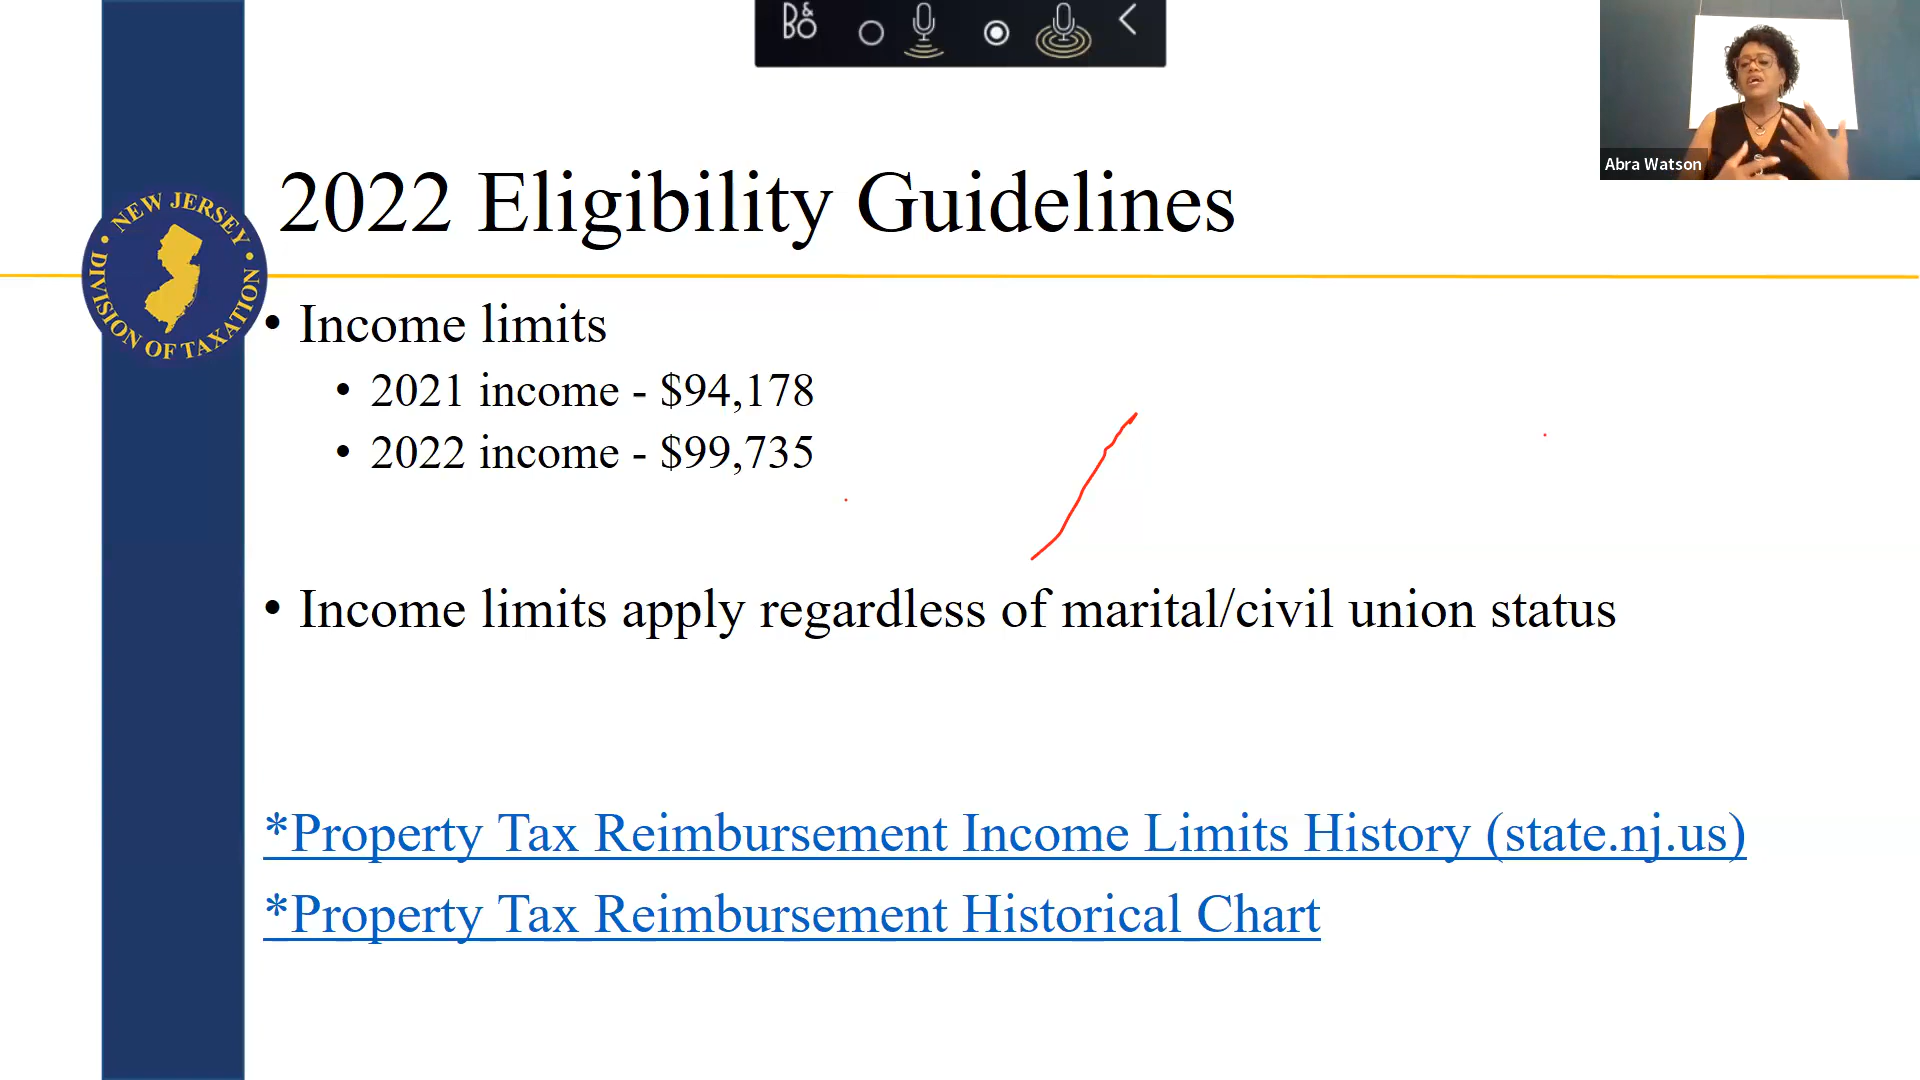 B&O
Abra Watson
2022 Eligibility Guidelines
• NEW JERSEY •
DIVISION OF TAXATION
• Income limits
• 2021 income - $94,178
• 2022 income - $99,735
• Income limits apply regardless of marital/civil union status
*Property Tax Reimbursement Income Limits History (state.nj.us)
*Property Tax Reimbursement Historical Chart